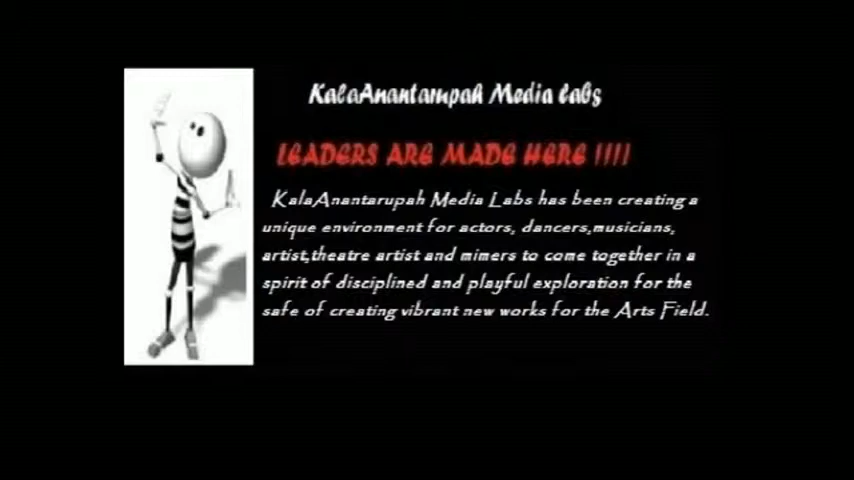 KalaAnantarupah Media Labs
LEADERS ARE MADE HERE !!!!
KalaAnantarupah Media Labs has been creating a
unique environment for actors, dancers,musicians,
artist,theatre artist and mimers to come together in a
spirit of disciplined and playful exploration for the
safe of creating vibrant new works for the Arts Field.